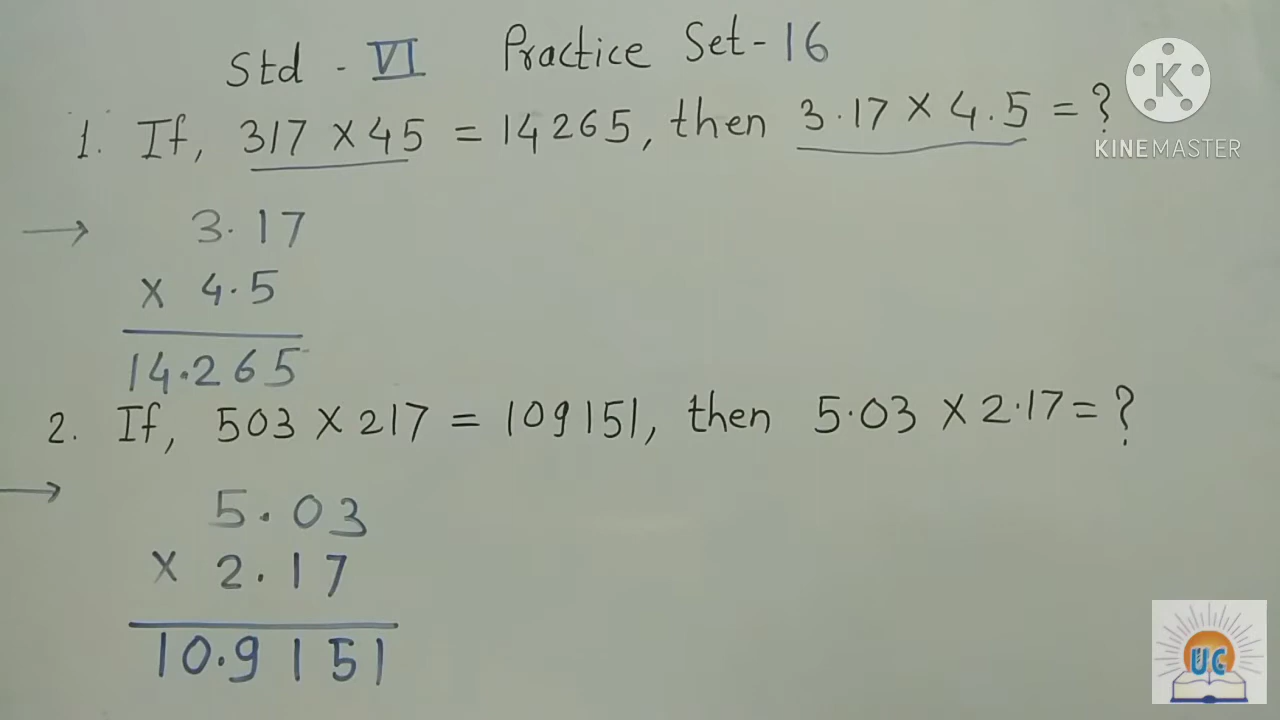 Std - VI Practice Set - 16
1. If, 317 × 45 = 14265, then 3.17 × 4.5 = ?
KINEMASTER
→ 3.17
× 4.5
14.265
2. If, 503 × 217 = 109151, then 5.03 × 2.17 = ?
→ 5.03
× 2.17
10.9151
UC